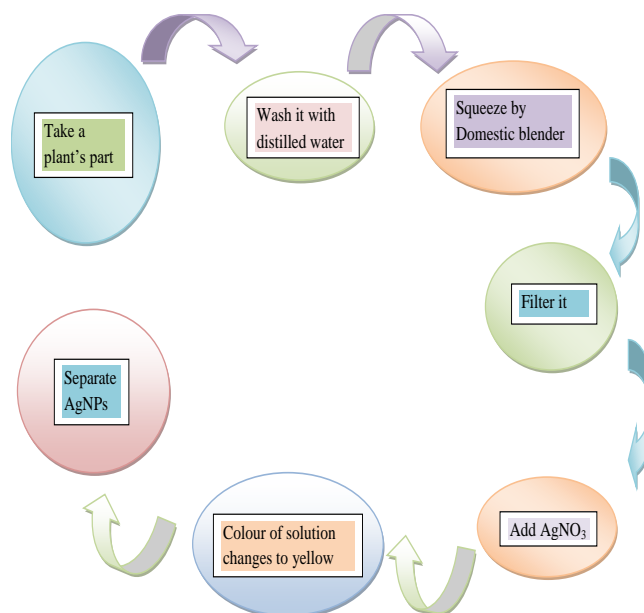 Take a
plant's part
Wash it with
distilled water
Squeeze by
Domestic blender
Filter it
Add AgNO₃
Colour of solution
changes to yellow
Separate
AgNPs